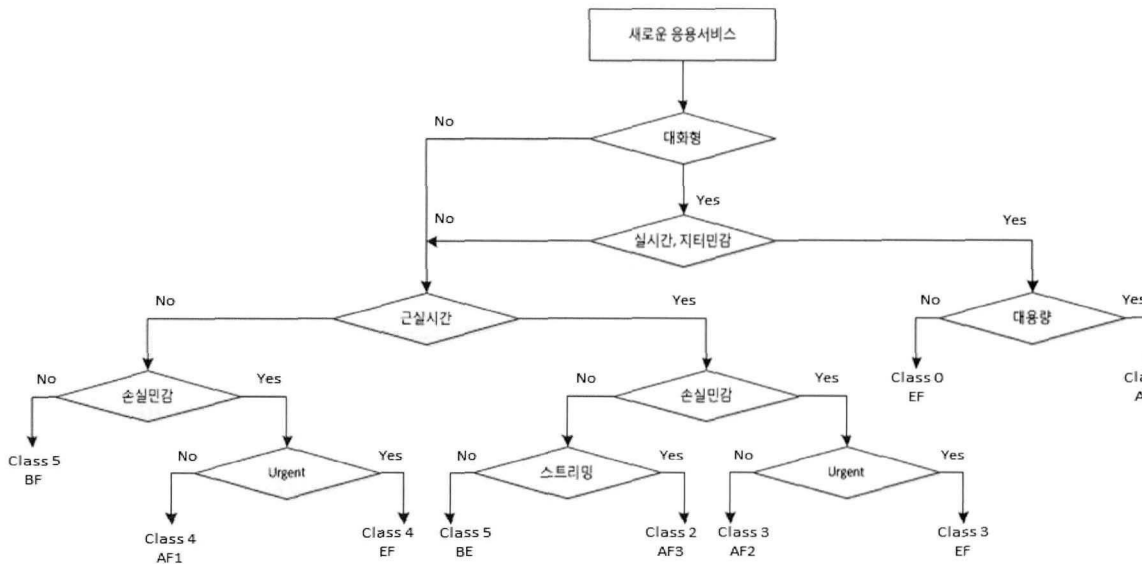 새로운 응용서비스
No
대화형
Yes
No
Yes
실시간, 지터민감
No
Yes
No
Yes
근실시간
대용량
No
Yes
No
Yes
Class 0
EF
손실민감
손실민감
Class 5
BF
No
Yes
No
Yes
No
Yes
Urgent
스트리밍
Urgent
Class 4
AF1
Class 4
EF
Class 5
BE
Class 2
AF3
Class 3
AF2
Class 3
EF